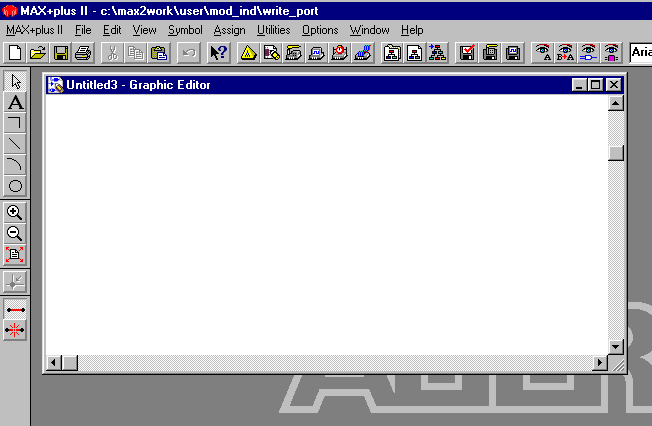 MAX+plus II - c:\max2work\user\mod_ind\write_port
MAX+plus II File Edit View Symbol Assign Utilities Options Window Help
Aria
Untitled3 - Graphic Editor
A